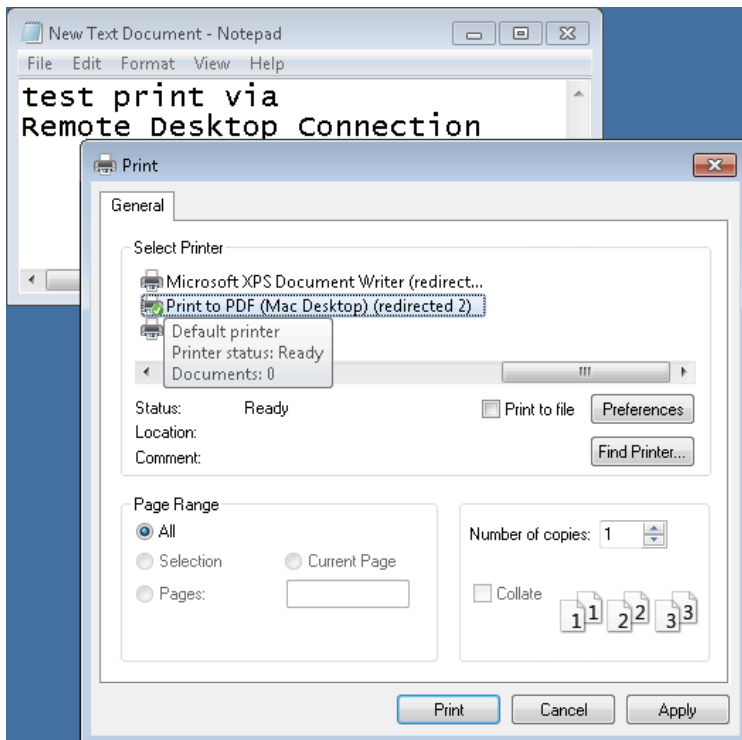 New Text Document - Notepad
File Edit Format View Help
test print via
Remote Desktop Connection
Print
General
Select Printer
Microsoft XPS Document Writer (redirect...
Print to PDF (Mac Desktop) (redirected 2)
Default printer
Printer status: Ready
Documents: 0
Status: Ready
Print to file
Preferences
Location:
Comment:
Find Printer...
Page Range
All
Selection
Current Page
Pages:
Number of copies: 1
Collate
1 1 2 2 3 3
Print
Cancel
Apply